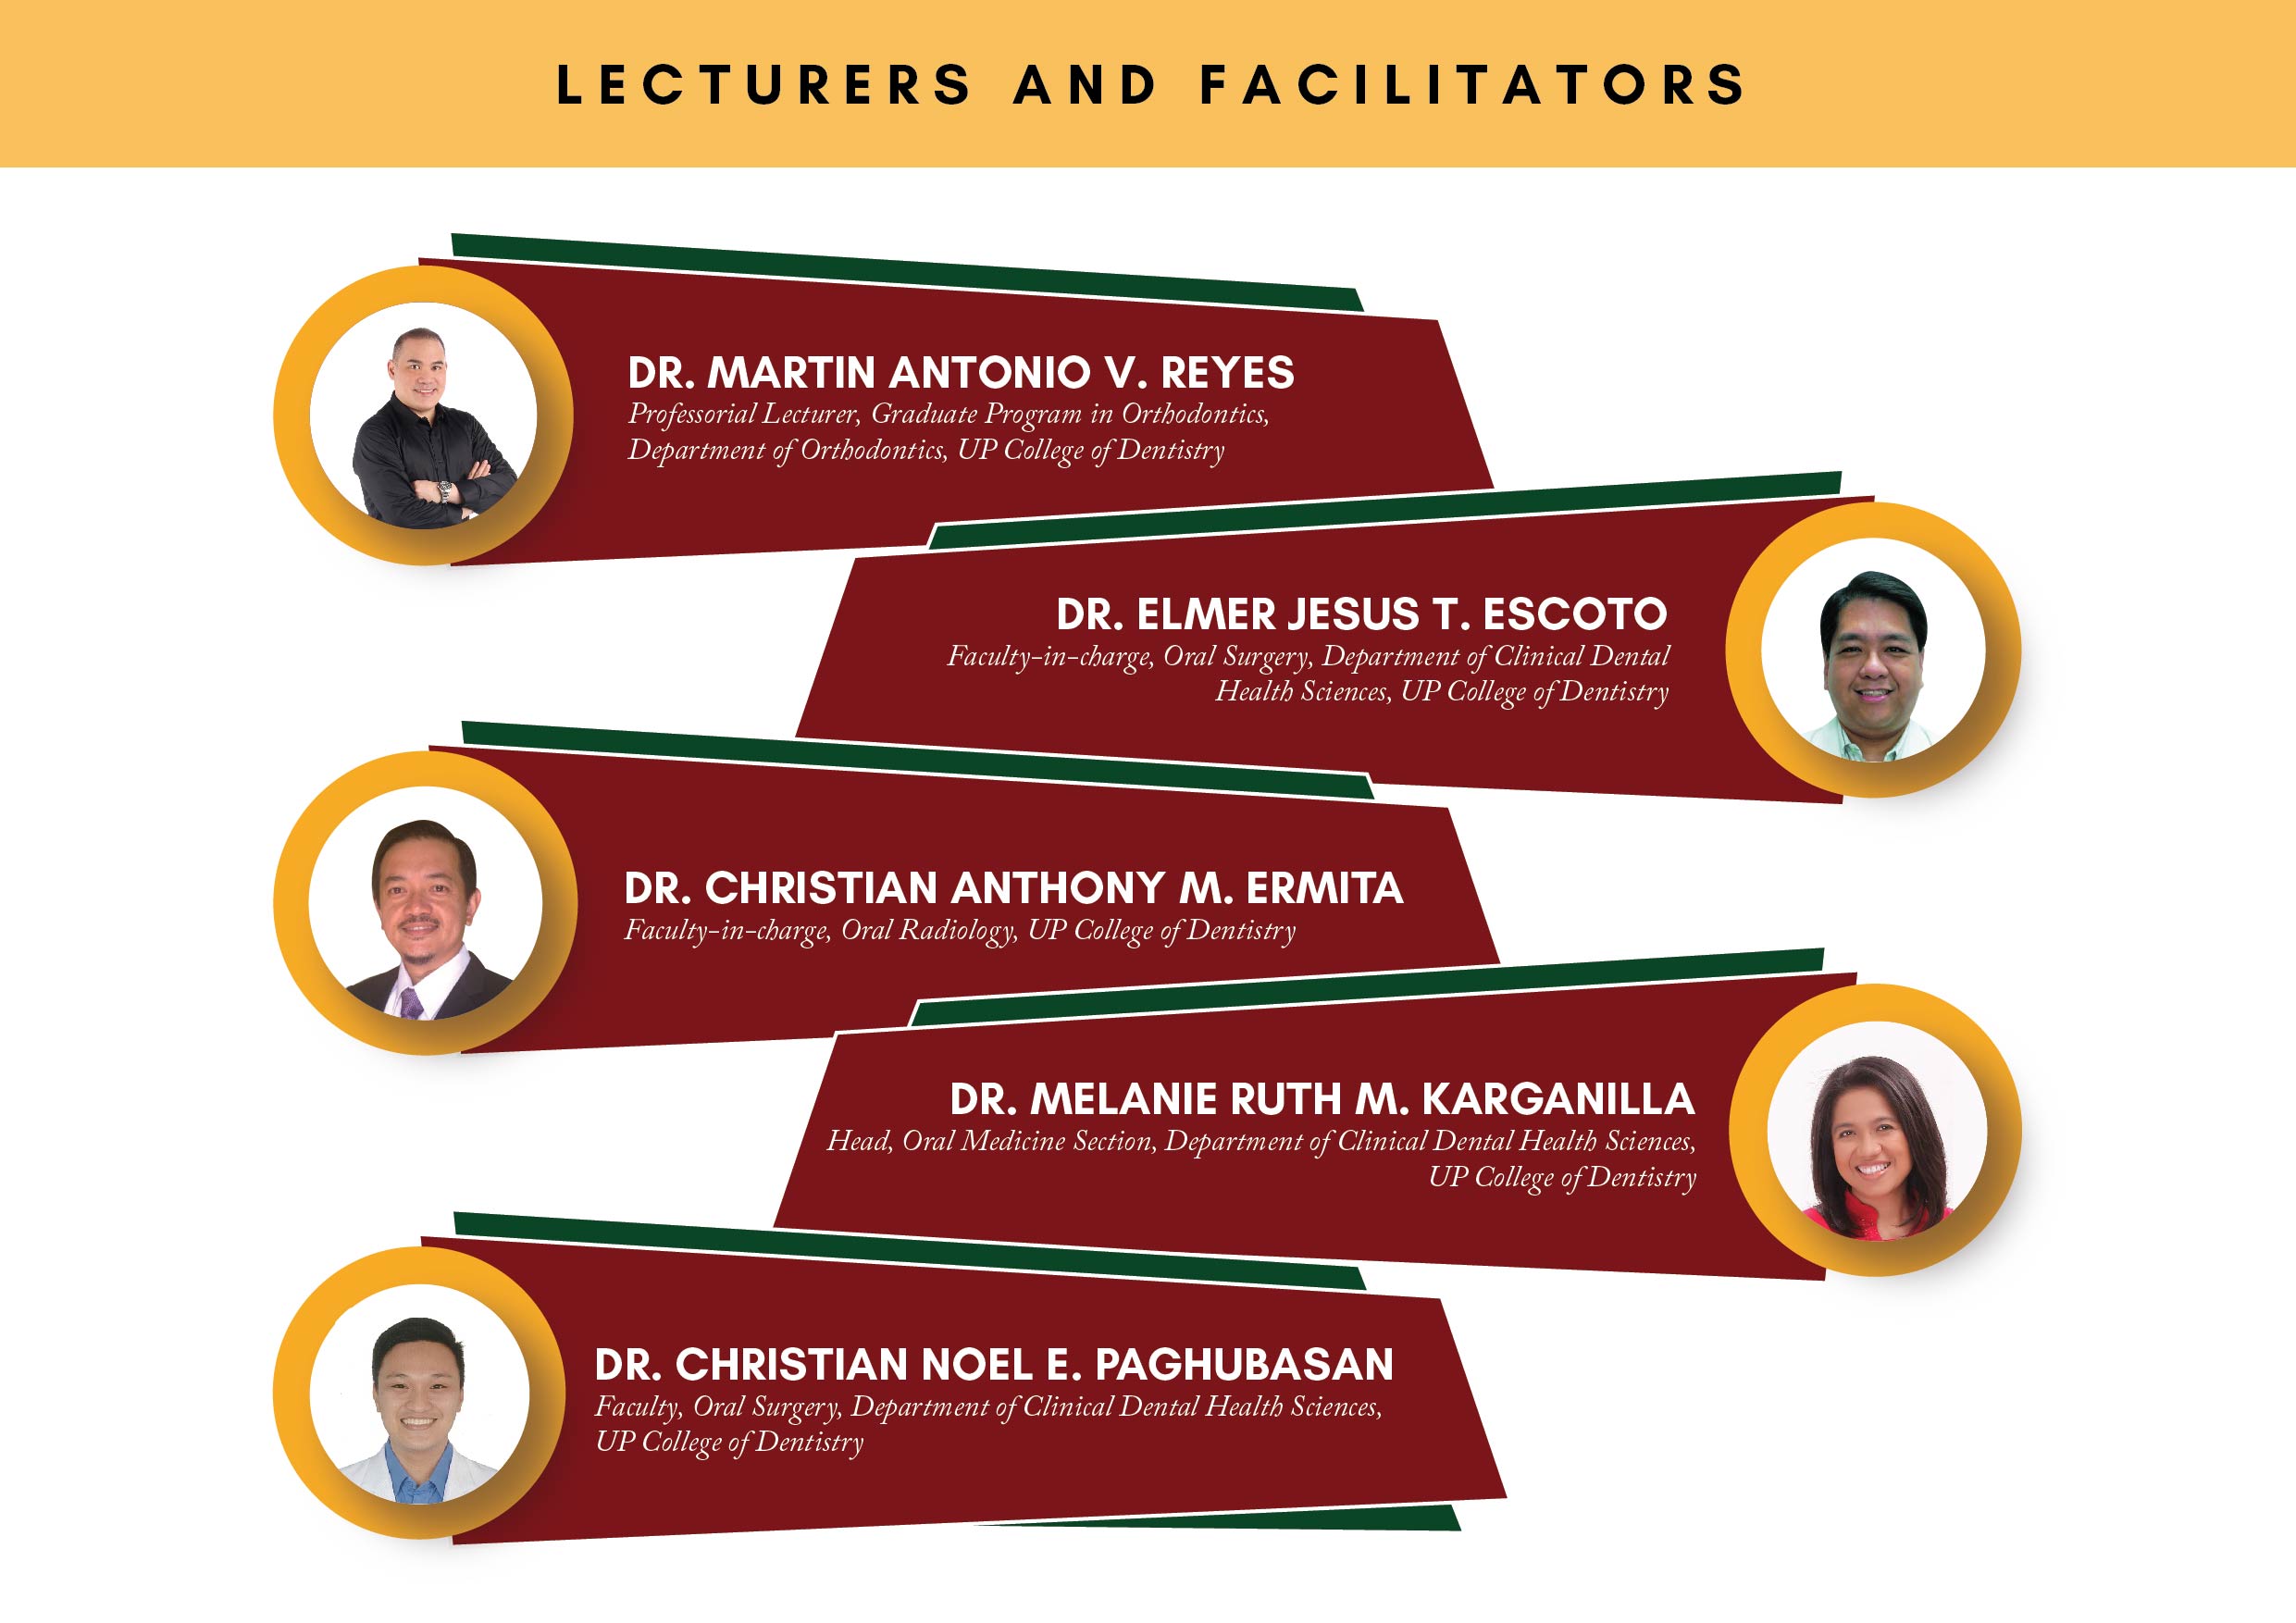 LECTURERS AND FACILITATORS
DR. MARTIN ANTONIO V. REYES
Professorial Lecturer, Graduate Program in Orthodontics,
Department of Orthodontics, UP College of Dentistry
DR. ELMER JESUS T. ESCOTO
Faculty-in-charge, Oral Surgery, Department of Clinical Dental
Health Sciences, UP College of Dentistry
DR. CHRISTIAN ANTHONY M. ERMITA
Faculty-in-charge, Oral Radiology, UP College of Dentistry
DR. MELANIE RUTH M. KARGANILLA
Head, Oral Medicine Section, Department of Clinical Dental Health Sciences,
UP College of Dentistry
DR. CHRISTIAN NOEL E. PAGHUBASAN
Faculty, Oral Surgery, Department of Clinical Dental Health Sciences,
UP College of Dentistry